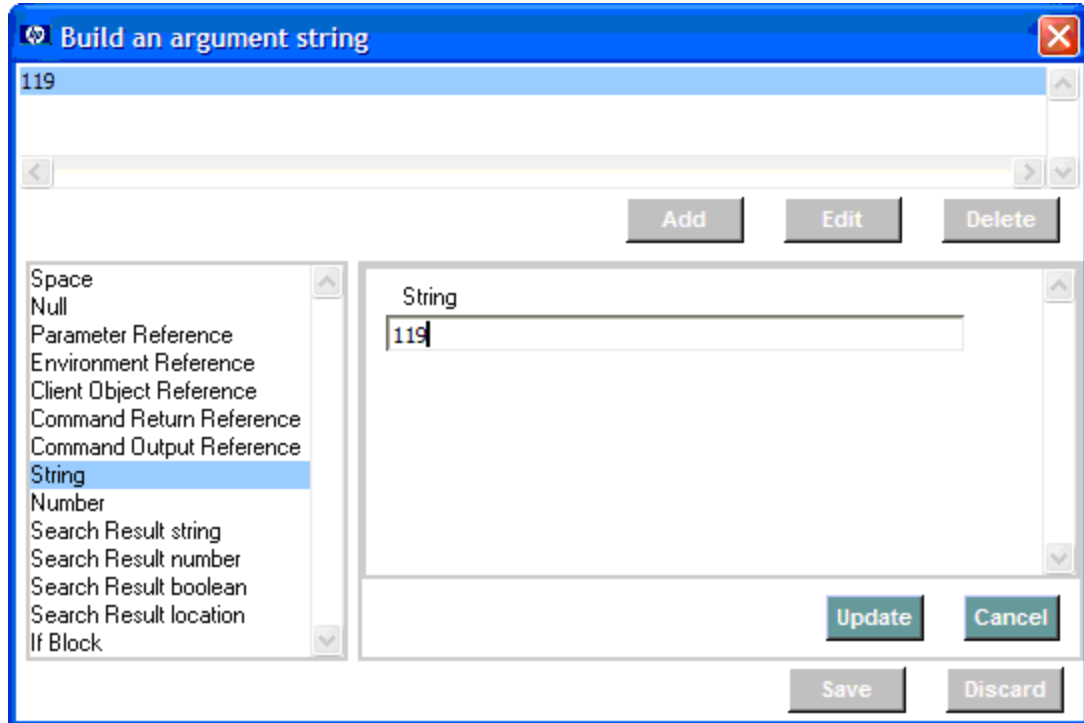 hp Build an argument string
119
Add Edit Delete
Space
Null
Parameter Reference
Environment Reference
Client Object Reference
Command Return Reference
Command Output Reference
String
Number
Search Result string
Search Result number
Search Result boolean
Search Result location
If Block
String
119
Update Cancel
Save Discard